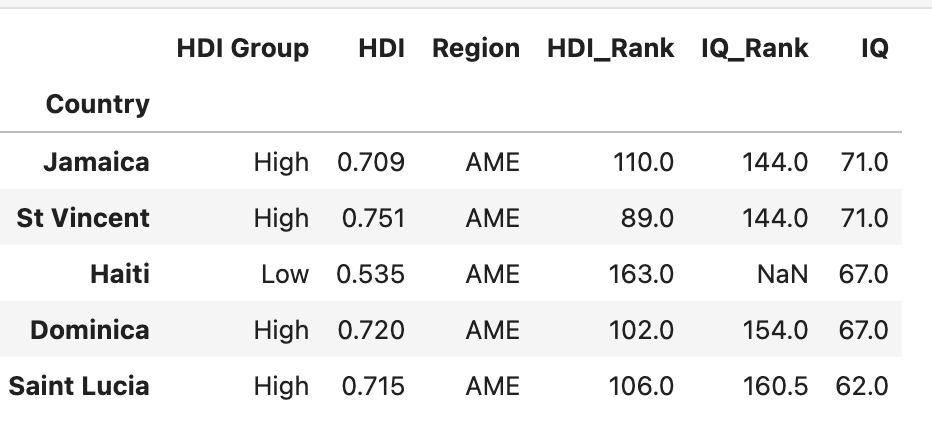 HDI Group HDI Region HDI_Rank IQ_Rank IQ
Country
Jamaica High 0.709 AME 110.0 144.0 71.0
St Vincent High 0.751 AME 89.0 144.0 71.0
Haiti Low 0.535 AME 163.0 NaN 67.0
Dominica High 0.720 AME 102.0 154.0 67.0
Saint Lucia High 0.715 AME 106.0 160.5 62.0